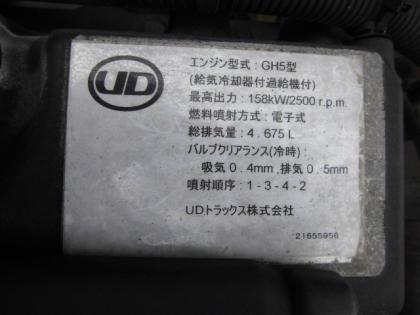 UD
エンジン型式:GH5型
(給気冷却器付過給機付)
最高出力:158kW/2500r.p.m.
燃料噴射方式:電子式
総排気量:4.675L
バルブクリアランス(冷時):
吸気0.4mm,排気0.5mm
噴射順序:1-3-4-2
UDトラックス株式会社
21655956